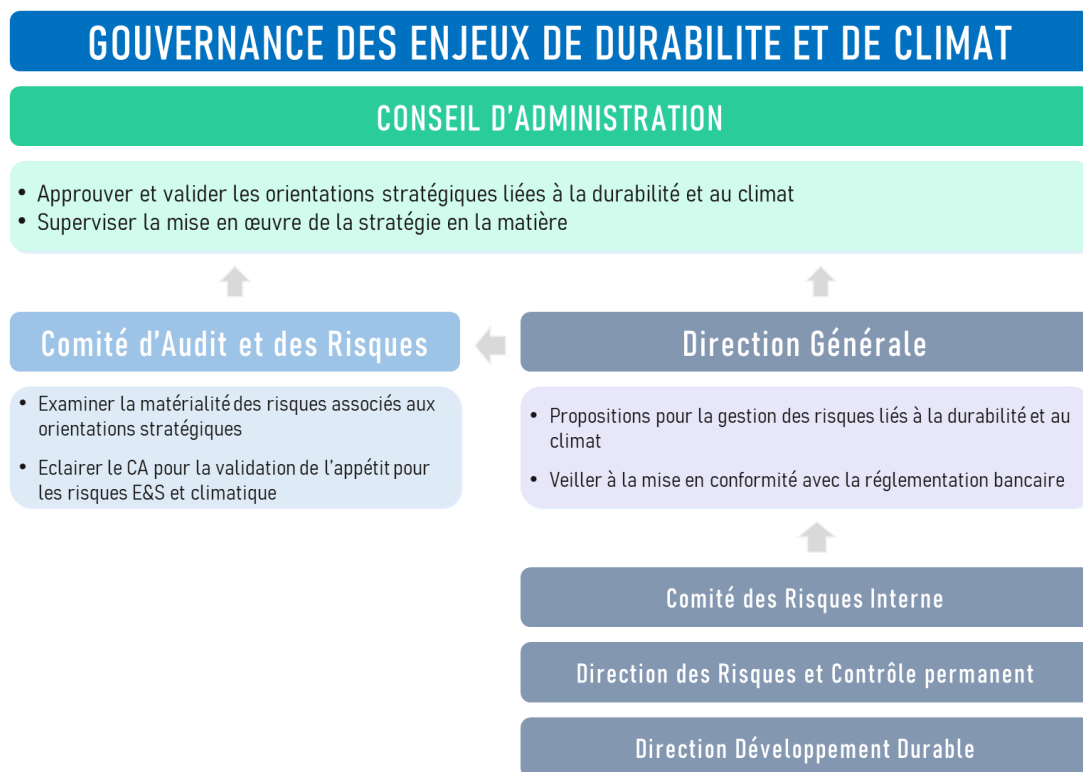 GOUVERNANCE DES ENJEUX DE DURABILITE ET DE CLIMAT
CONSEIL D'ADMINISTRATION
• Approuver et valider les orientations stratégiques liées à la durabilité et au climat
• Superviser la mise en œuvre de la stratégie en la matière
Comité d'Audit et des Risques
• Examiner la matérialité des risques associés aux
orientations stratégiques
• Eclairer le CA pour la validation de l'appétit pour
les risques E&S et climatique
Direction Générale
• Propositions pour la gestion des risques liés à la durabilité et au
climat
• Veiller à la mise en conformité avec la réglementation bancaire
Comité des Risques Interne
Direction des Risques et Contrôle permanent
Direction Développement Durable